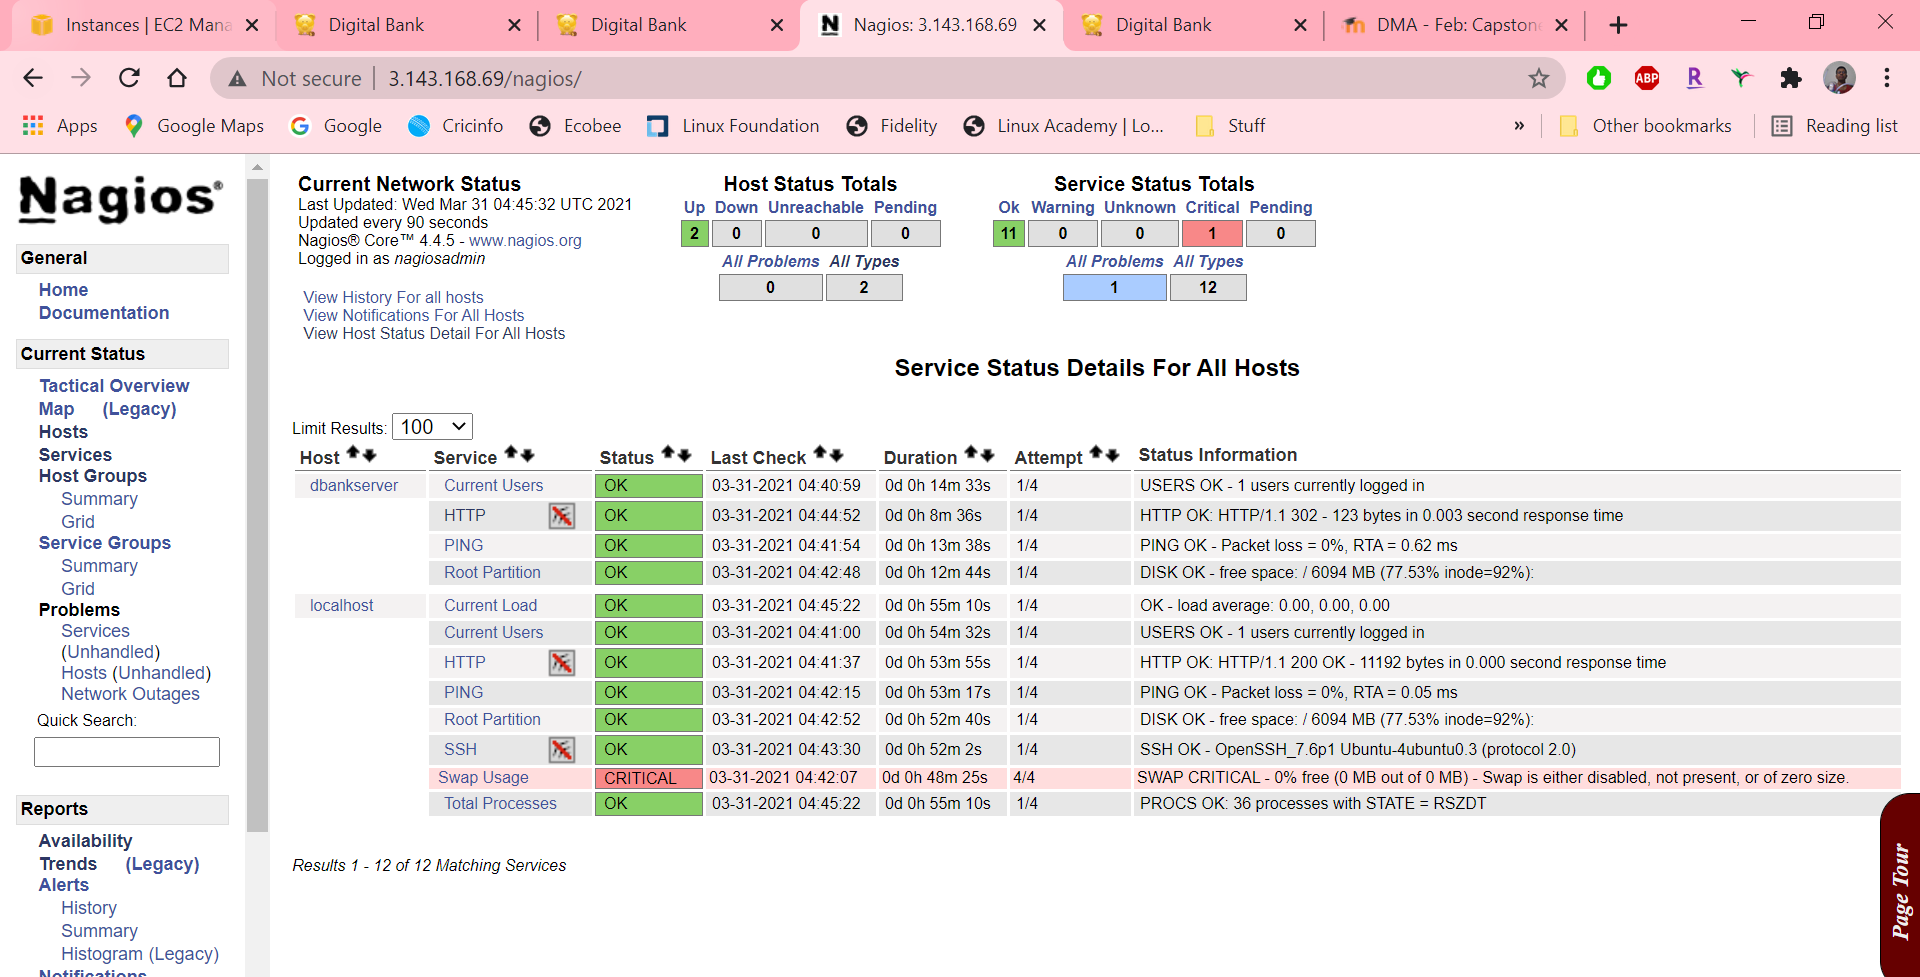 Instances | EC2 Mana
Digital Bank
Digital Bank
N Nagios: 3.143.168.69
Digital Bank
DMA - Feb: Capston
Not secure | 3.143.168.69/nagios/
ABP
R
Apps
Google Maps
Google
Cricinfo
Ecobee
Linux Foundation
Fidelity
Linux Academy | Lo...
Stuff
»
Other bookmarks
Reading list
Nagios®
General
Home
Documentation
Current Status
Tactical Overview
Map (Legacy)
Hosts
Services
Host Groups
Summary
Grid
Service Groups
Summary
Grid
Problems
Services
(Unhandled)
Hosts (Unhandled)
Network Outages
Quick Search:
Reports
Availability
Trends (Legacy)
Alerts
History
Summary
Histogram (Legacy)
Notifications
Current Network Status
Last Updated: Wed Mar 31 04:45:32 UTC 2021
Updated every 90 seconds
Nagios® Core™ 4.4.5 - www.nagios.org
Logged in as nagiosadmin
View History For all hosts
View Notifications For All Hosts
View Host Status Detail For All Hosts
Host Status Totals
Up Down Unreachable Pending
2 0 0 0
All Problems All Types
0 2
Service Status Totals
Ok Warning Unknown Critical Pending
11 0 0 1 0
All Problems All Types
1 12
Service Status Details For All Hosts
Limit Results: 100
Host Service Status Last Check Duration Attempt Status Information
dbankserver Current Users OK 03-31-2021 04:40:59 0d 0h 14m 33s 1/4 USERS OK - 1 users currently logged in
HTTP OK 03-31-2021 04:44:52 0d 0h 8m 36s 1/4 HTTP OK: HTTP/1.1 302 - 123 bytes in 0.003 second response time
PING OK 03-31-2021 04:41:54 0d 0h 13m 38s 1/4 PING OK - Packet loss = 0%, RTA = 0.62 ms
Root Partition OK 03-31-2021 04:42:48 0d 0h 12m 44s 1/4 DISK OK - free space: / 6094 MB (77.53% inode=92%):
localhost Current Load OK 03-31-2021 04:45:22 0d 0h 55m 10s 1/4 OK - load average: 0.00, 0.00, 0.00
Current Users OK 03-31-2021 04:41:00 0d 0h 54m 32s 1/4 USERS OK - 1 users currently logged in
HTTP OK 03-31-2021 04:41:37 0d 0h 53m 55s 1/4 HTTP OK: HTTP/1.1 200 OK - 11192 bytes in 0.000 second response time
PING OK 03-31-2021 04:42:15 0d 0h 53m 17s 1/4 PING OK - Packet loss = 0%, RTA = 0.05 ms
Root Partition OK 03-31-2021 04:42:52 0d 0h 52m 40s 1/4 DISK OK - free space: / 6094 MB (77.53% inode=92%):
SSH OK 03-31-2021 04:43:30 0d 0h 52m 2s 1/4 SSH OK - OpenSSH_7.6p1 Ubuntu-4ubuntu0.3 (protocol 2.0)
Swap Usage CRITICAL 03-31-2021 04:42:07 0d 0h 48m 25s 4/4 SWAP CRITICAL - 0% free (0 MB out of 0 MB) - Swap is either disabled, not present, or of zero size.
Total Processes OK 03-31-2021 04:45:22 0d 0h 55m 10s 1/4 PROCS OK: 36 processes with STATE = RSZDT
Results 1 - 12 of 12 Matching Services
Page Tour